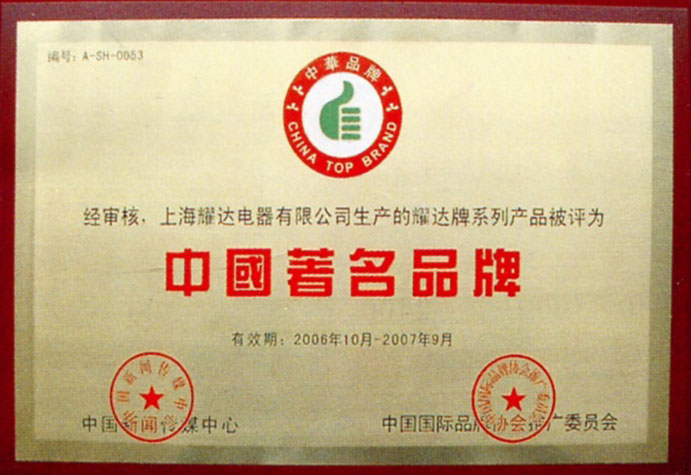 编号：A-SH-0053
中華品牌
CHINA TOP BRAND
经审核，上海耀达电器有限公司生产的耀达牌系列产品被评为
中國著名品牌
有效期：2006年10月-2007年9月
中国新闻传媒中心
中国国际品牌协会推广委员会